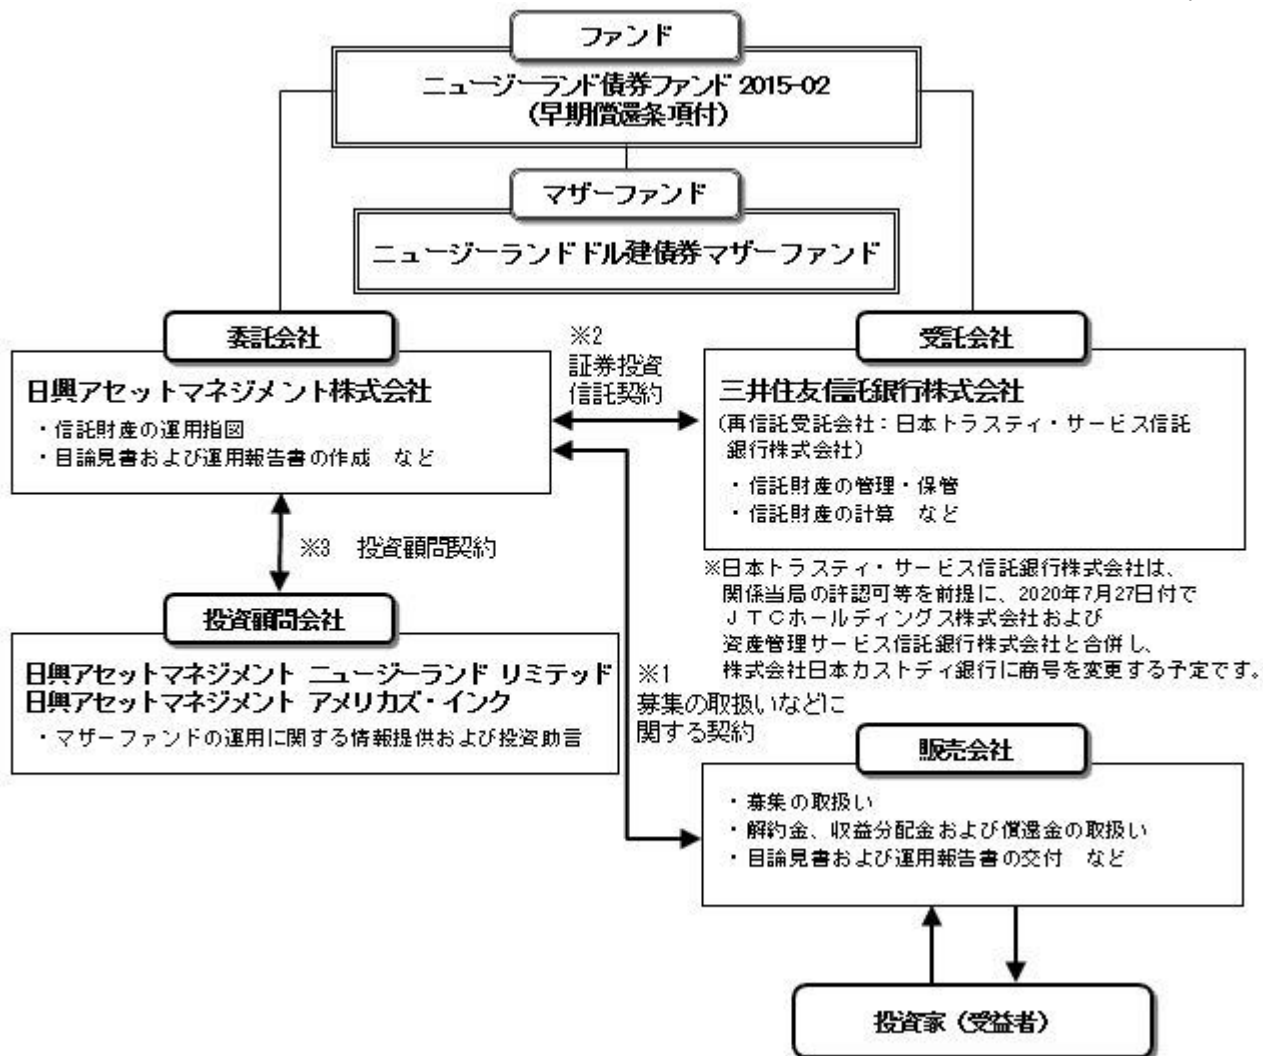 ファンド
ニュージーランド債券ファンド 2015-02
(早期償還条項付)
マザーファンド
ニュージーランドドル建債券マザーファンド
委託会社
日興アセットマネジメント株式会社
・信託財産の運用指図
・目論見書および運用報告書の作成 など
※2
証券投資
信託契約
受託会社
三井住友信託銀行株式会社
(再信託受託会社:日本トラスティ・サービス信託
銀行株式会社)
・信託財産の管理・保管
・信託財産の計算 など
※日本トラスティ・サービス信託銀行株式会社は、
関係当局の許認可等を前提に、2020年7月27日付で
JTCホールディングス株式会社および
資産管理サービス信託銀行株式会社と合併し、
株式会社日本カストディ銀行に商号を変更する予定です。
※3 投資顧問契約
投資顧問会社
日興アセットマネジメント ニュージーランド リミテッド
日興アセットマネジメント アメリカズ・インク
・マザーファンドの運用に関する情報提供および投資助言
※1
募集の取扱いなどに
関する契約
販売会社
・募集の取扱い
・解約金、収益分配金および償還金の取扱い
・目論見書および運用報告書の交付 など
投資家(受益者)